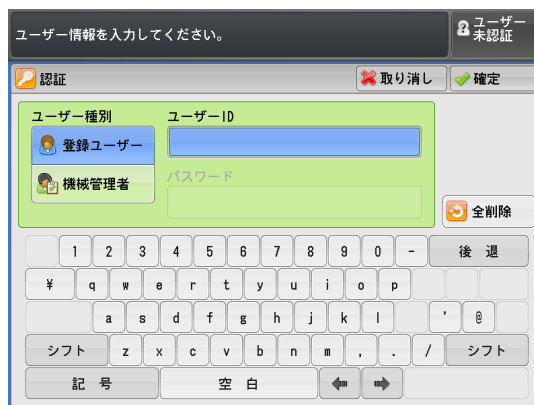 ユーザー情報を入力してください。
ユーザー
未認証
認証
取り消し
確定
ユーザー種別
ユーザーID
登録ユーザー
パスワード
機械管理者
全削除
1 2 3 4 5 6 7 8 9 0 - 後 退
¥ q w e r t y u i o p
a s d f g h j k l ' @
シフト z x c v b n m , . / シフト
記 号 空 白